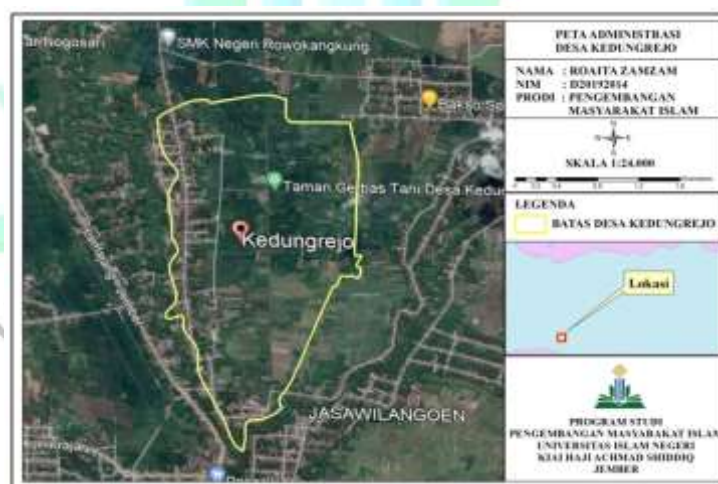 PETA ADMINISTRASI
DESA KEDUNGREJO
NAMA : ROAITA ZAMZAM
NIM : D20192014
PRODI : PENGEMBANGAN
MASYARAKAT ISLAM
SKALA 1:24.000
LEGENDA
BATAS DESA KEDUNGREJO
Lokasi
PROGRAM STUDI
PENGEMBANGAN MASYARAKAT ISLAM
UNIVERSITAS ISLAM NEGERI
KIAI HAJI ACHMAD SHIDDIQ
JEMBER
SMK Negeri Rowokangkung
Taman Gerbas Tani Desa Kedun
Kedungrejo
JASAWILANGOEN